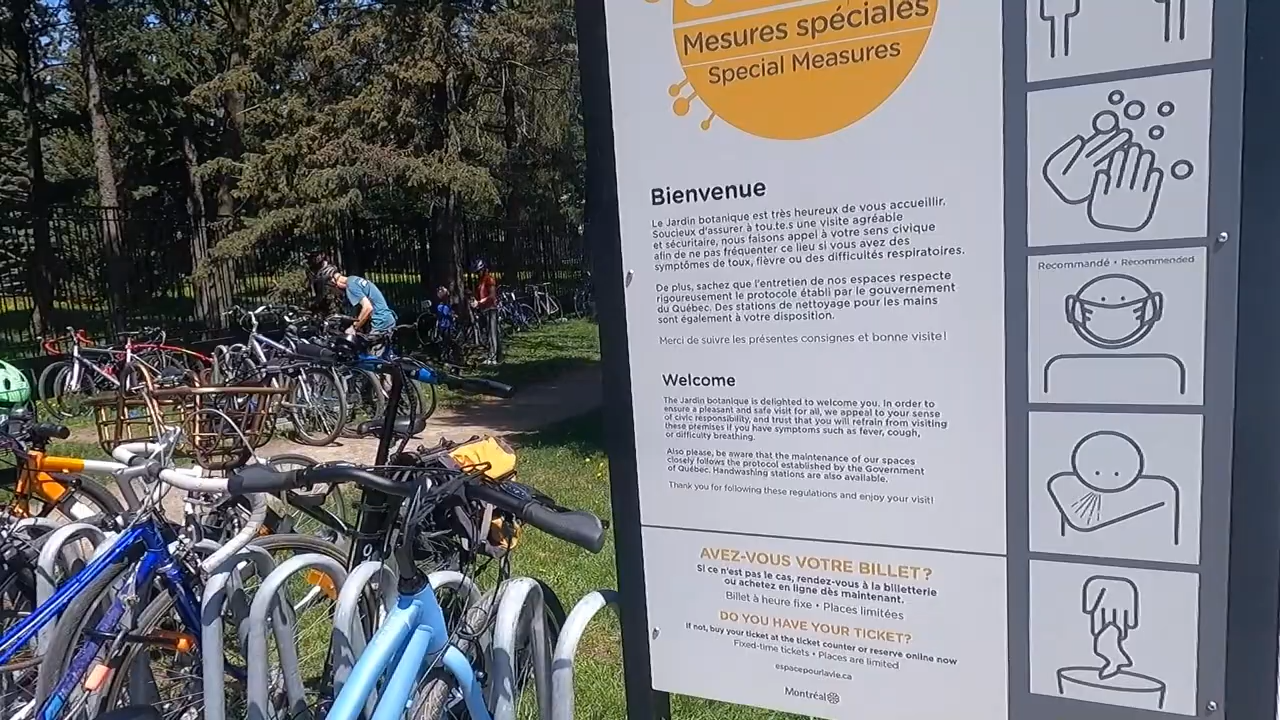 Mesures spéciales
Special Measures
Bienvenue
Le Jardin botanique est très heureux de vous accueillir.
Soucieux d'assurer à tou.te.s une visite agréable
et sécuritaire, nous faisons appel à votre sens civique
afin de ne pas fréquenter ce lieu si vous avez des
symptômes de toux, fièvre ou des difficultés respiratoires.
De plus, sachez que l'entretien de nos espaces respecte
rigoureusement le protocole établi par le gouvernement
du Québec. Des stations de nettoyage pour les mains
sont également à votre disposition.
Merci de suivre les présentes consignes et bonne visite!
Welcome
The Jardin botanique is delighted to welcome you. In order to
ensure a pleasant and safe visit for all, we appeal to your sense
of civic responsibility, and trust that you will refrain from visiting
these premises if you have symptoms such as fever, cough,
or difficulty breathing.
Also please, be aware that the maintenance of our spaces
closely follows the protocol established by the Government
of Québec. Handwashing stations are also available.
Thank you for following these regulations and enjoy your visit!
AVEZ-VOUS VOTRE BILLET?
Si ce n'est pas le cas, rendez-vous à la billetterie
ou achetez en ligne dès maintenant.
Billet à heure fixe • Places limitées
DO YOU HAVE YOUR TICKET?
If not, buy your ticket at the ticket counter or reserve online now
Fixed-time tickets • Places are limited
espacepourlavie.ca
Montréal
Recommandé • Recommended